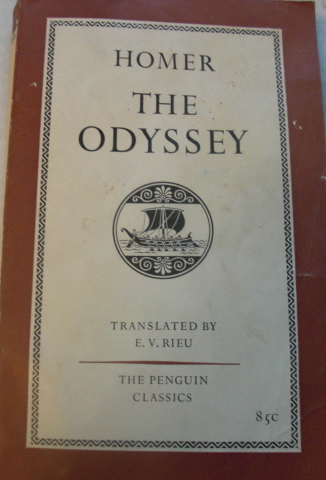 HOMER
THE
ODYSSEY
TRANSLATED BY
E. V. RIEU
THE PENGUIN
CLASSICS
85c